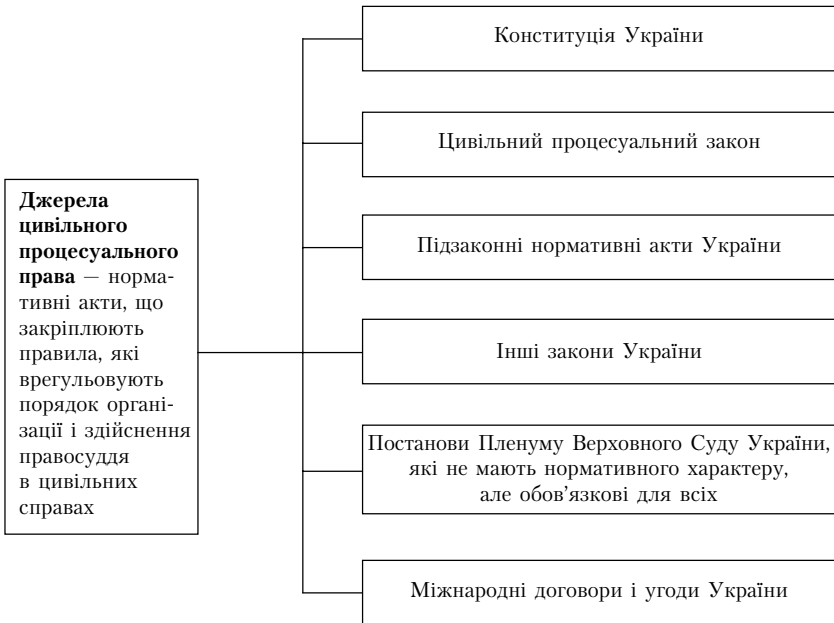 Джерела
цивільного
процесуального
права — норма-
тивні акти, що
закріплюють
правила, які
врегульовують
порядок органі-
зації і здійснення
правосуддя
в цивільних
справах
Конституція України
Цивільний процесуальний закон
Підзаконні нормативні акти України
Інші закони України
Постанови Пленуму Верховного Суду України,
які не мають нормативного характеру,
але обов’язкові для всіх
Міжнародні договори і угоди України